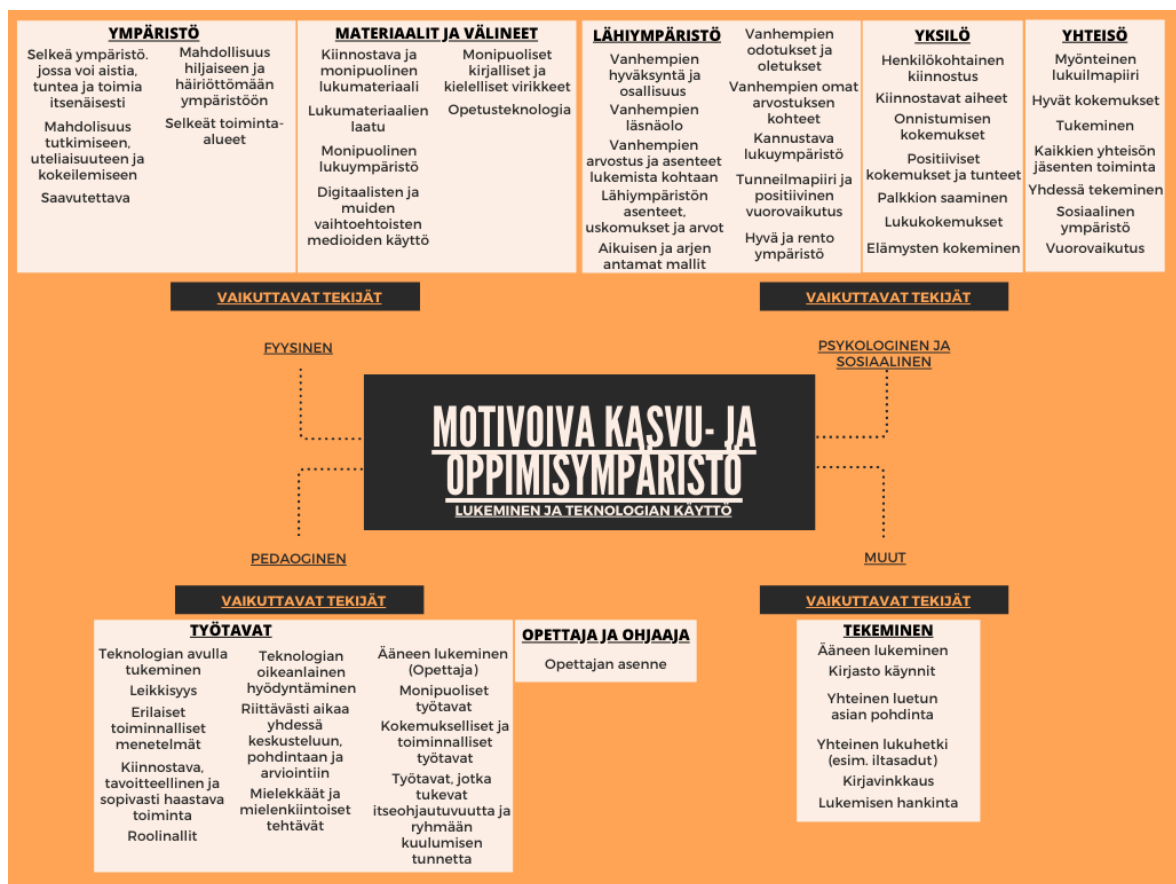 YMPÄRISTÖ
Selkeä ympäristö.
jossa voi aistia,
tuntea ja toimia
itsenäisesti
Mahdolisuus
tutkimiseen,
uteliaisuuteen ja
kokeilemiseen
Saavutettava
Mahdollisuus
hiljaiseen ja
häiriöttömään
ympäristöön
Selkeät toiminta-
alueet
MATERIAALIT JA VÄLINEET
Kiinnostava ja
monipuolinen
lukumateriaali
Lukumateriaalien
laatu
Monipuolinen
lukuympäristö
Digitaalisten ja
muiden
vaihtoehtoisten
medioiden käyttö
Monipuoliset
kirjalliset ja
kielelliset virikkeet
Opetusteknologia
LÄHIYMPÄRISTÖ
Vanhempien
hyväksyntä ja
osallisuus
Vanhempien
läsnäolo
Vanhempien
arvostus ja asenteet
lukemista kohtaan
Lähiympäristön
asenteet,
uskomukset ja arvot
Aikuisen ja arjen
antamat mallit
Vanhempien
odotukset ja
oletukset
Vanhempien omat
arvostuksen
kohteet
Kannustava
lukuympäristö
Tunneilmapiiri ja
positiivinen
vuorovaikutus
Hyvä ja rento
ympäristö
YKSILÖ
Henkilökohtainen
kiinnostus
Kiinnostavat aiheet
Onnistumisen
kokemukset
Positiiviset
kokemukset ja tunteet
Palkkion saaminen
Lukukokemukset
Elämysten kokeminen
YHTEISÖ
Myönteinen
lukuilmapiiri
Hyvät kokemukset
Tukeminen
Kaikkien yhteisön
jäsenten toiminta
Yhdessä tekeminen
Sosiaalinen
ympäristö
Vuorovaikutus
VAIKUTTAVAT TEKIJÄT
VAIKUTTAVAT TEKIJÄT
FYYSINEN
PSYKOLOGINEN JA
SOSIAALINEN
MOTIVOIVA KASVU- JA
OPPIMISYMPÄRISTÖ
LUKEMINEN JA TEKNOLOGIAN KÄYTTÖ
PEDAOGINEN
MUUT
VAIKUTTAVAT TEKIJÄT
VAIKUTTAVAT TEKIJÄT
TYÖTAVAT
Teknologian avulla
tukeminen
Leikkisyys
Erilaiset
toiminnalliset
menetelmät
Kiinnostava,
tavoitteellinen ja
sopivasti haastava
toiminta
Roolinallit
Teknologian
oikeanlainen
hyödyntäminen
Riittävästi aikaa
yhdessä
keskusteluun,
pohdintaan ja
arviointiin
Mielekkäät ja
mielenkiintoiset
tehtävät
Ääneen lukeminen
(Opettaja)
Monipuoliset
työtavat
Kokemukselliset ja
toiminnalliset
työtavat
Työtavat, jotka
tukevat
itseohjautuvuutta ja
ryhmään
kuulumisen
tunnetta
OPETTAJA JA OHJAAJA
Opettajan asenne
TEKEMINEN
Ääneen lukeminen
Kirjasto käynnit
Yhteinen luetun
asian pohdinta
Yhteinen lukuhetki
(esim. iltasadut)
Kirjavinkkaus
Lukemisen hankinta